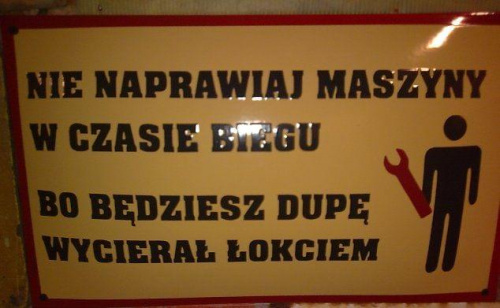 NIE NAPRAWIAJ MASZYNY
W CZASIE BIEGU
BO BĘDZIESZ DUPĘ
WYCIERAŁ ŁOKCIEM